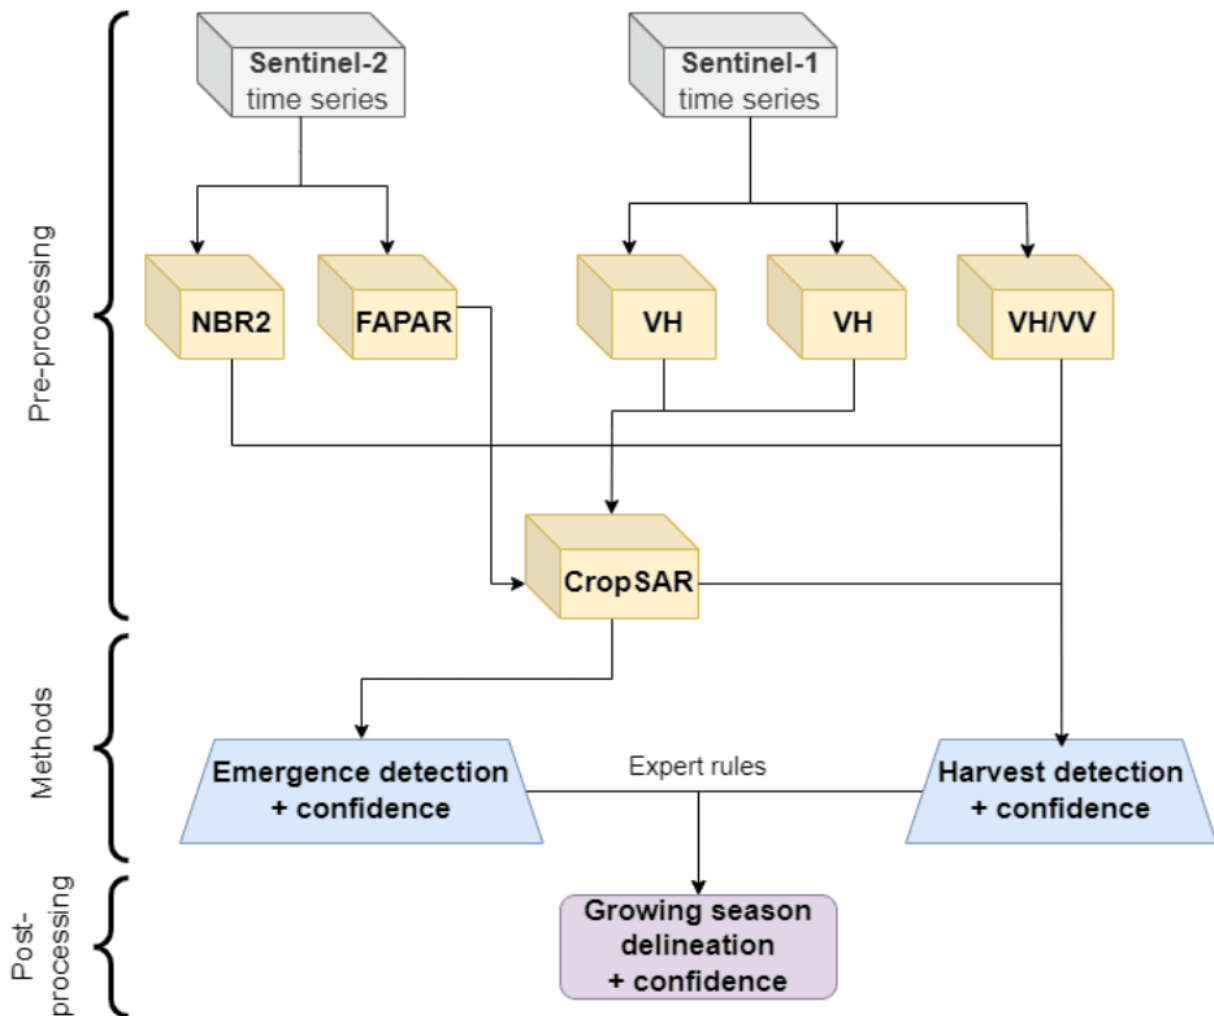 Sentinel-2
time series
Sentinel-1
time series
Pre-processing
NBR2
FAPAR
VH
VH
VH/VV
CropSAR
Methods
Emergence detection
+ confidence
Expert rules
Harvest detection
+ confidence
Post-
processing
Growing season
delineation
+ confidence